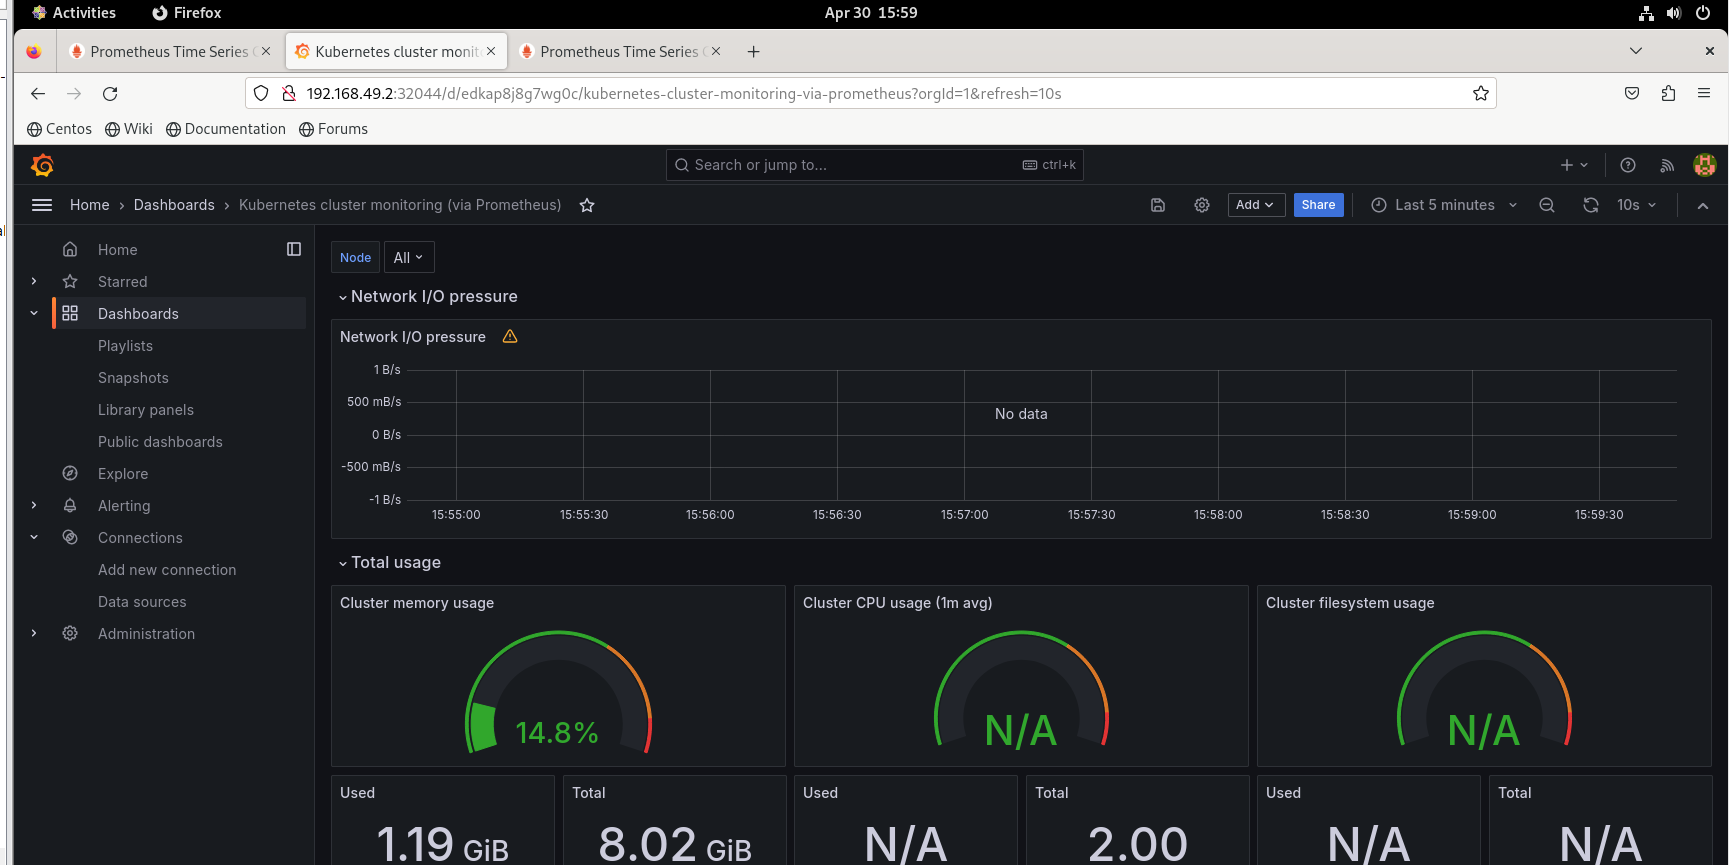 Activities Firefox Apr 30 15:59
Prometheus Time Series Kubernetes cluster monit Prometheus Time Series
192.168.49.2:32044/d/edkap8j8g7wg0c/kubernetes-cluster-monitoring-via-prometheus?orgId=1&refresh=10s
Centos Wiki Documentation Forums
Search or jump to... ctrl+k
Home › Dashboards › Kubernetes cluster monitoring (via Prometheus) Add Share Last 5 minutes 10s
Home
Starred
Dashboards
Playlists
Snapshots
Library panels
Public dashboards
Explore
Alerting
Connections
Add new connection
Data sources
Administration
Node All
Network I/O pressure
Network I/O pressure
1 B/s
500 mB/s
No data
0 B/s
-500 mB/s
-1 B/s
15:55:00 15:55:30 15:56:00 15:56:30 15:57:00 15:57:30 15:58:00 15:58:30 15:59:00 15:59:30
Total usage
Cluster memory usage Cluster CPU usage (1m avg) Cluster filesystem usage
14.8% N/A N/A
Used Total Used Total Used Total
1.19 GiB 8.02 GiB N/A 2.00 N/A N/A